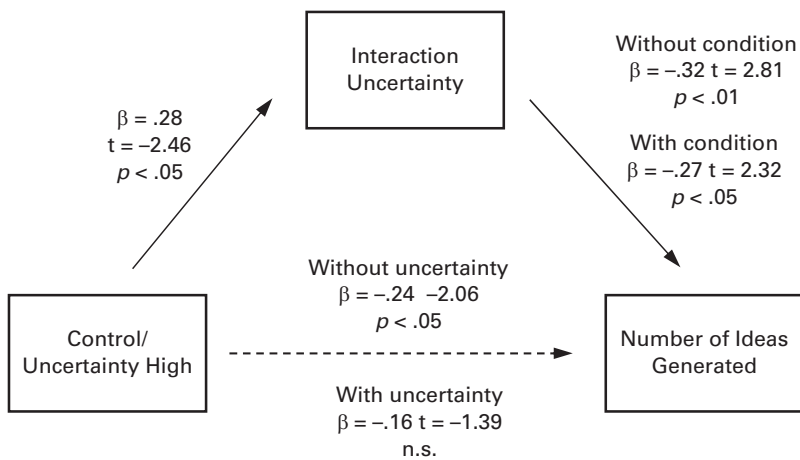 Interaction
Uncertainty
Without condition
β = –.32 t = 2.81
p < .01
With condition
β = –.27 t = 2.32
p < .05
β = .28
t = –2.46
p < .05
Without uncertainty
β = –.24 –2.06
p < .05
Control/
Uncertainty High
Number of Ideas
Generated
With uncertainty
β = –.16 t = –1.39
n.s.